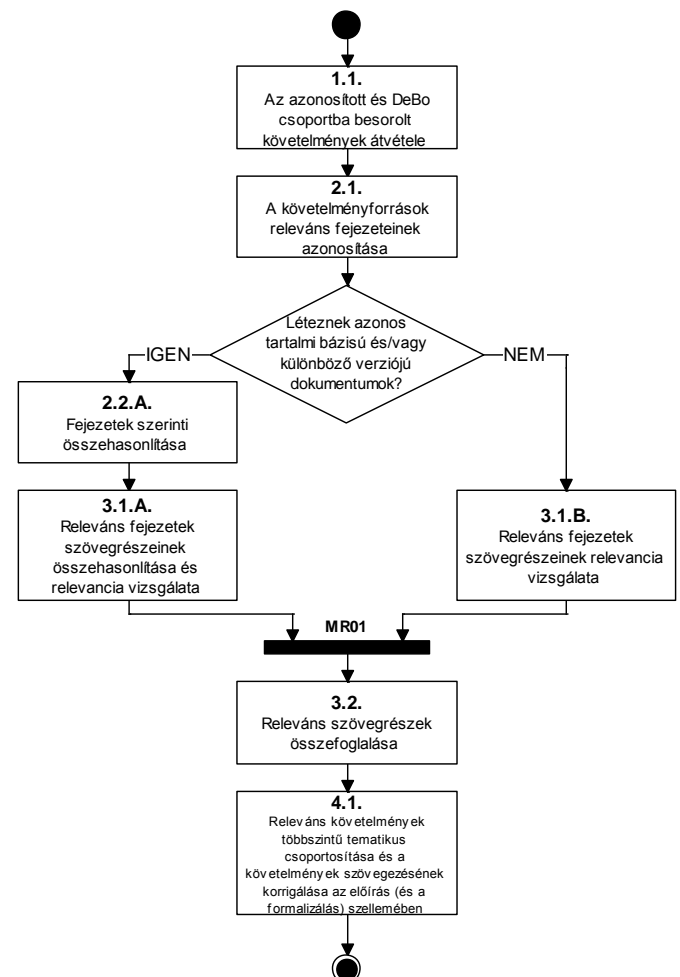 1.1.
Az azonosított és DeBo
csoportba besorolt
követelmények átvétele
2.1.
A követelményforrások
releváns fejezeteinek
azonosítása
Léteznek azonos
tartalmi bázisú és/vagy
különböző verziójú
dokumentumok?
IGEN
NEM
2.2.A.
Fejezetek szerinti
összehasonlítása
3.1.A.
Releváns fejezetek
szövegrészeinek
összehasonlítása és
relevancia vizsgálata
3.1.B.
Releváns fejezetek
szövegrészeinek relevancia
vizsgálata
MR01
3.2.
Releváns szövegrészek
összefoglalása
4.1.
Releváns követelmények
többszintű tematikus
csoportosítása és a
követelmények szövegezésének
korrigálása az előírás (és a
formalizálás) szellemében